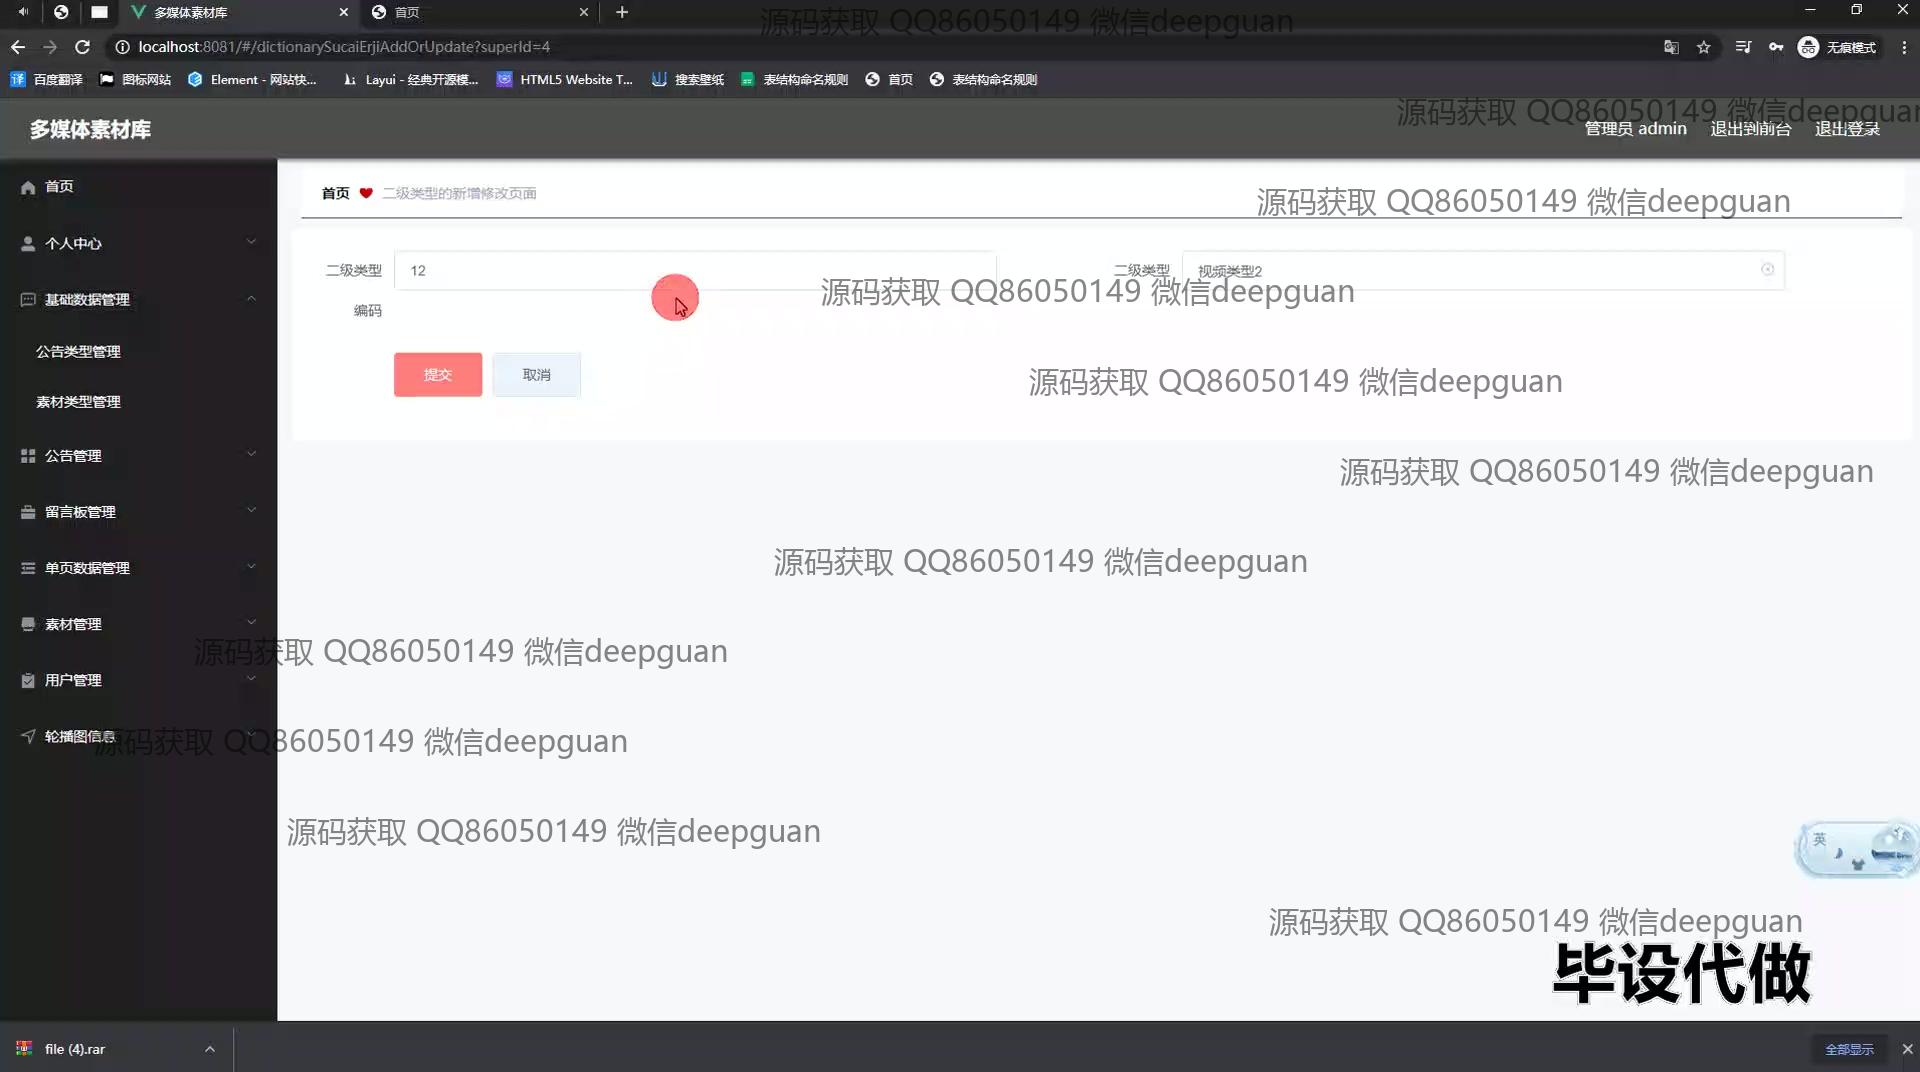 多媒体素材库
首页
localhost:8081/#/dictionarySucaiErjiAddOrUpdate?superId=4
无痕模式
百度翻译
图标网站
Element - 网站快...
Layui - 经典开源模...
HTML5 Website T...
搜索壁纸
表结构命名规则
首页
表结构命名规则
源码获取 QQ86050149 微信deepguan
多媒体素材库
管理员 admin
退出到前台
退出登录
源码获取 QQ86050149 微信deepguan
首页
个人中心
基础数据管理
公告类型管理
素材类型管理
公告管理
留言板管理
单页数据管理
素材管理
用户管理
轮播图信息
首页
二级类型的新增修改页面
源码获取 QQ86050149 微信deepguan
二级类型
编码
12
二级类型
视频类型2
源码获取 QQ86050149 微信deepguan
提交
取消
源码获取 QQ86050149 微信deepguan
源码获取 QQ86050149 微信deepguan
源码获取 QQ86050149 微信deepguan
源码获取 QQ86050149 微信deepguan
源码获取 QQ86050149 微信deepguan
源码获取 QQ86050149 微信deepguan
英
源码获取 QQ86050149 微信deepguan
毕设代做
file (4).rar
全部显示